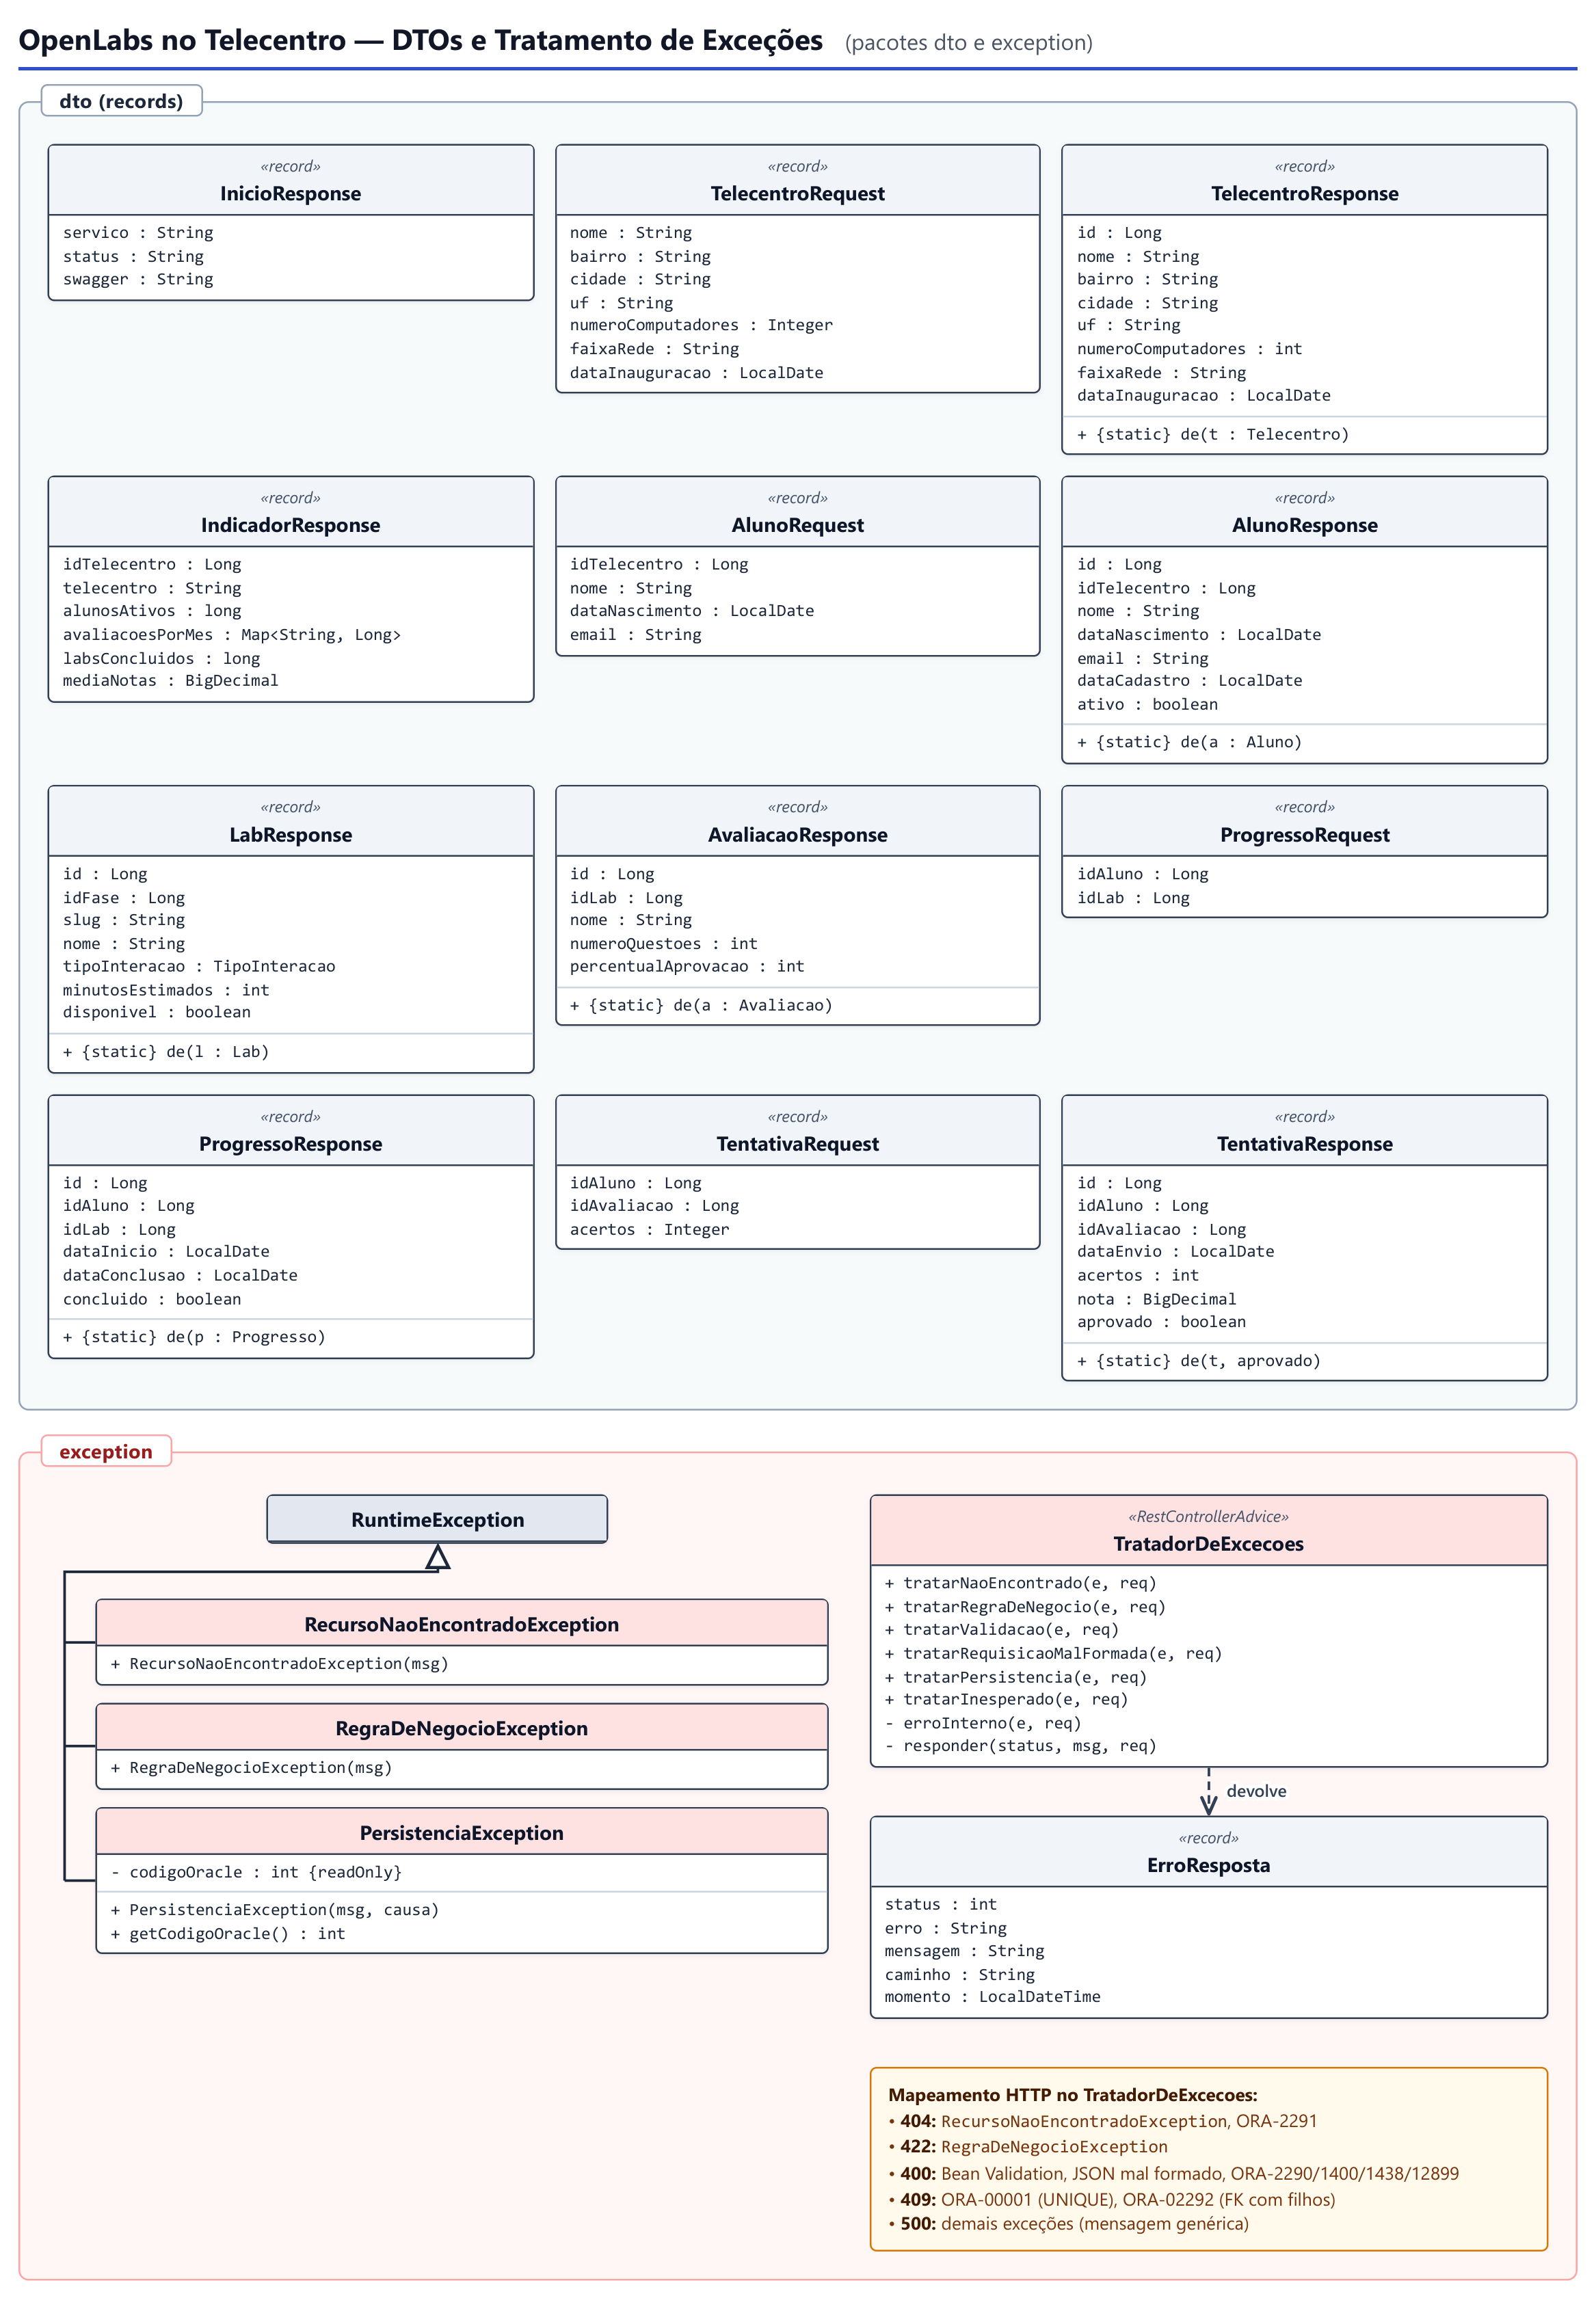 OpenLabs no Telecentro — DTOs e Tratamento de Exceções (pacotes dto e exception)
dto (records)
«record»
InicioResponse
servico : String
status : String
swagger : String
«record»
TelecentroRequest
nome : String
bairro : String
cidade : String
uf : String
numeroComputadores : Integer
faixaRede : String
dataInauguracao : LocalDate
«record»
TelecentroResponse
id : Long
nome : String
bairro : String
cidade : String
uf : String
numeroComputadores : int
faixaRede : String
dataInauguracao : LocalDate
+ {static} de(t : Telecentro)
«record»
IndicadorResponse
idTelecentro : Long
telecentro : String
alunosAtivos : long
avaliacoesPorMes : Map<String, Long>
labsConcluidos : long
mediaNotas : BigDecimal
«record»
AlunoRequest
idTelecentro : Long
nome : String
dataNascimento : LocalDate
email : String
«record»
AlunoResponse
id : Long
idTelecentro : Long
nome : String
dataNascimento : LocalDate
email : String
dataCadastro : LocalDate
ativo : boolean
+ {static} de(a : Aluno)
«record»
LabResponse
id : Long
idFase : Long
slug : String
nome : String
tipoInteracao : TipoInteracao
minutosEstimados : int
disponivel : boolean
+ {static} de(l : Lab)
«record»
AvaliacaoResponse
id : Long
idLab : Long
nome : String
numeroQuestoes : int
percentualAprovacao : int
+ {static} de(a : Avaliacao)
«record»
ProgressoRequest
idAluno : Long
idLab : Long
«record»
ProgressoResponse
id : Long
idAluno : Long
idLab : Long
dataInicio : LocalDate
dataConclusao : LocalDate
concluido : boolean
+ {static} de(p : Progresso)
«record»
TentativaRequest
idAluno : Long
idAvaliacao : Long
acertos : Integer
«record»
TentativaResponse
id : Long
idAluno : Long
idAvaliacao : Long
dataEnvio : LocalDate
acertos : int
nota : BigDecimal
aprovado : boolean
+ {static} de(t, aprovado)
exception
RuntimeException
RecursoNaoEncontradoException
+ RecursoNaoEncontradoException(msg)
RegraDeNegocioException
+ RegraDeNegocioException(msg)
PersistenciaException
- codigoOracle : int {readOnly}
+ PersistenciaException(msg, causa)
+ getCodigoOracle() : int
«RestControllerAdvice»
TratadorDeExcecoes
+ tratarNaoEncontrado(e, req)
+ tratarRegraDeNegocio(e, req)
+ tratarValidacao(e, req)
+ tratarRequisicaoMalFormada(e, req)
+ tratarPersistencia(e, req)
+ tratarInesperado(e, req)
- erroInterno(e, req)
- responder(status, msg, req)
devolve
«record»
ErroResposta
status : int
erro : String
mensagem : String
caminho : String
momento : LocalDateTime
Mapeamento HTTP no TratadorDeExcecoes:
• 404: RecursoNaoEncontradoException, ORA-2291
• 422: RegraDeNegocioException
• 400: Bean Validation, JSON mal formado, ORA-2290/1400/1438/12899
• 409: ORA-00001 (UNIQUE), ORA-02292 (FK com filhos)
• 500: demais exceções (mensagem genérica)